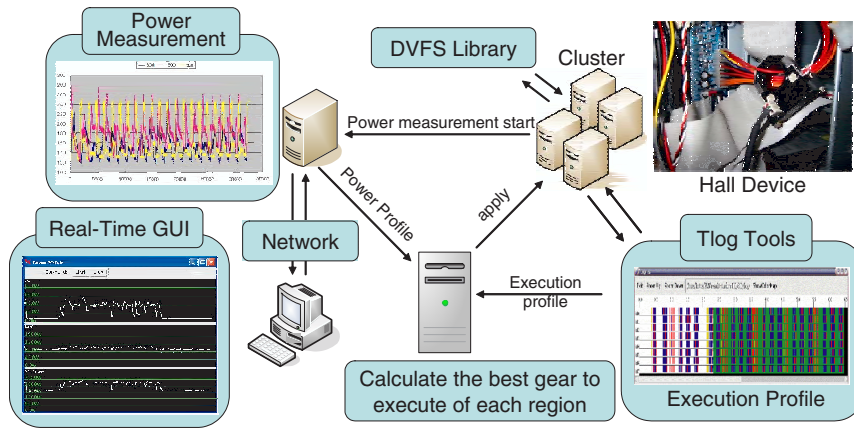 Power
Measurement
DVFS Library
Cluster
Power measurement start
Hall Device
Power Profile
apply
Real-Time GUI
Network
Tlog Tools
Execution
profile
Calculate the best gear to
execute of each region
Execution Profile